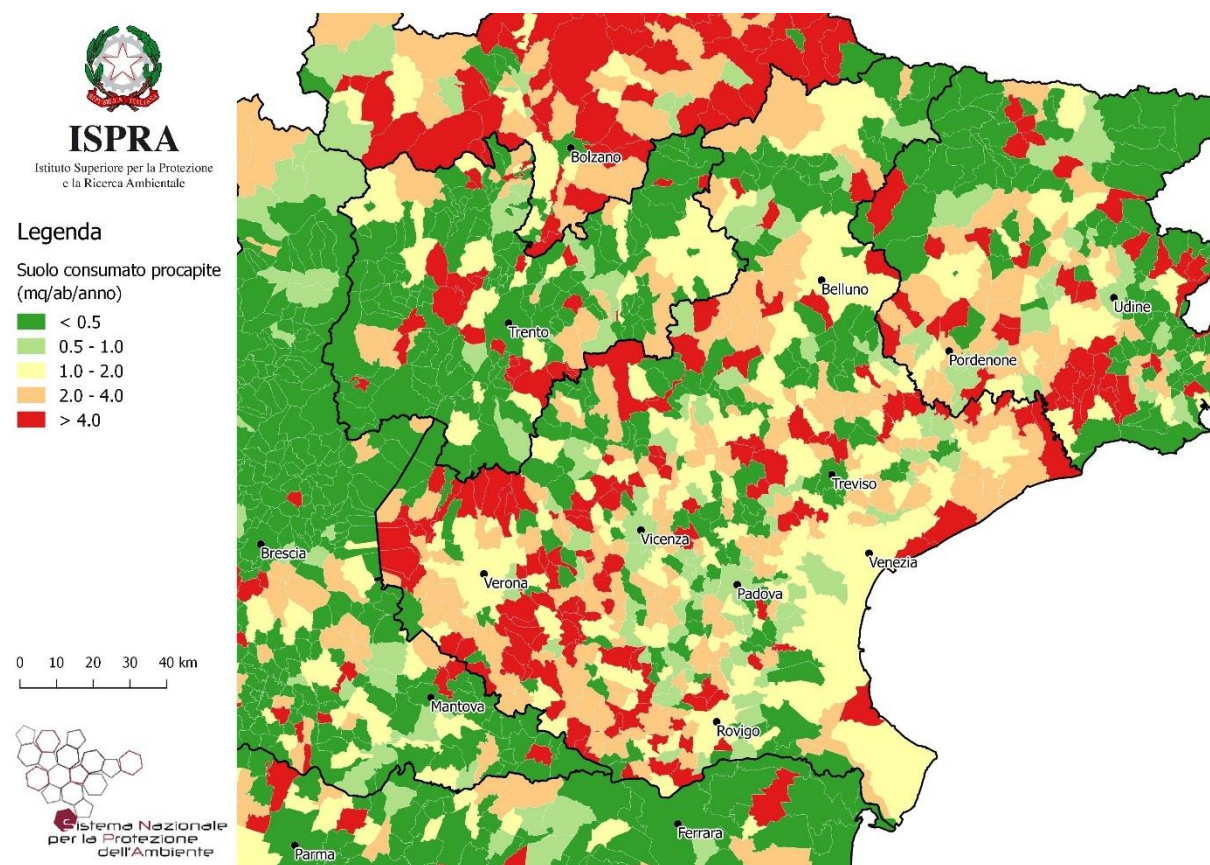 REPVBBLICA ITALIANA
ISPRA
Istituto Superiore per la Protezione
e la Ricerca Ambientale
Legenda
Suolo consumato procapite
(mq/ab/anno)
< 0.5
0.5 - 1.0
1.0 - 2.0
2.0 - 4.0
> 4.0
0 10 20 30 40 km
Sistema Nazionale
per la Protezione
dell'Ambiente
Bolzano
Belluno
Udine
Trento
Pordenone
Treviso
Vicenza
Brescia
Venezia
Verona
Padova
Mantova
Rovigo
Ferrara
Parma